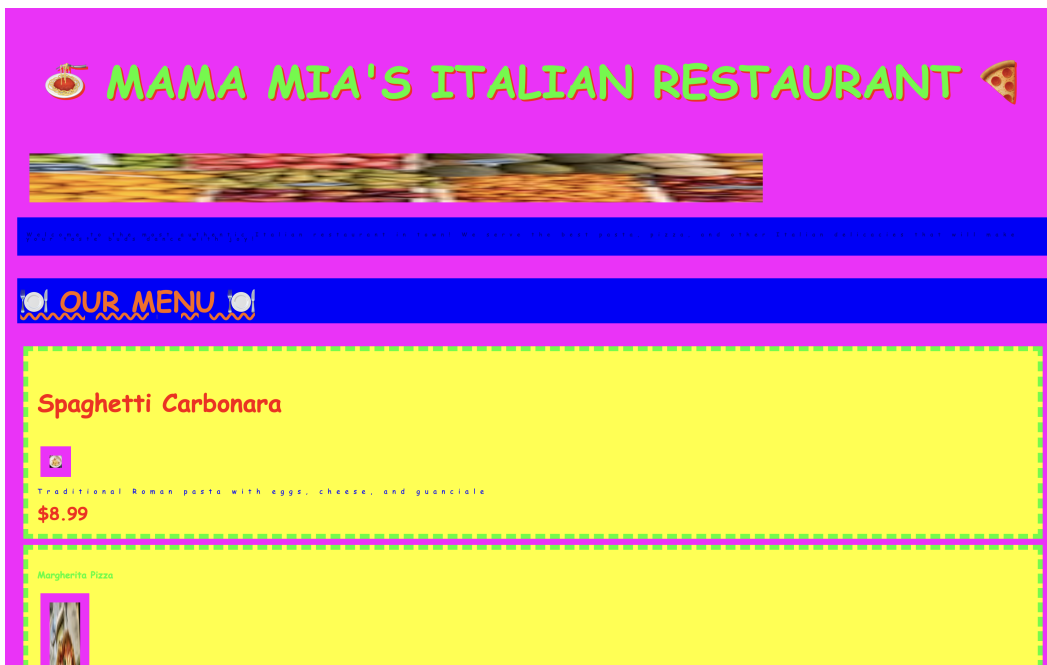 🍝 MAMA MIA'S ITALIAN RESTAURANT 🍕
🍽️ OUR MENU 🍽️
Spaghetti Carbonara
Traditional Roman pasta with eggs, cheese, and guanciale
$8.99
Margherita Pizza